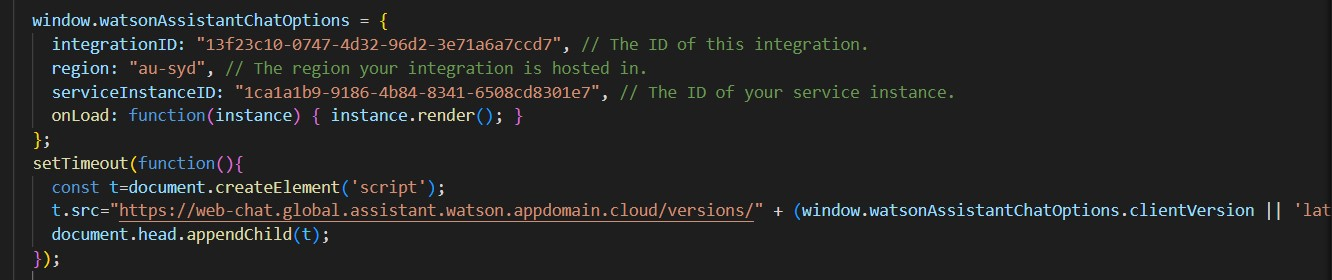 window.watsonAssistantChatOptions = {
integrationID: "13f23c10-0747-4d32-96d2-3e71a6a7ccd7", // The ID of this integration.
region: "au-syd", // The region your integration is hosted in.
serviceInstanceID: "1ca1a1b9-9186-4b84-8341-6508cd8301e7", // The ID of your service instance.
onLoad: function(instance) { instance.render(); }
};
setTimeout(function(){
const t=document.createElement('script');
t.src="https://web-chat.global.assistant.watson.appdomain.cloud/versions/" + (window.watsonAssistantChatOptions.clientVersion || 'lat
document.head.appendChild(t);
});